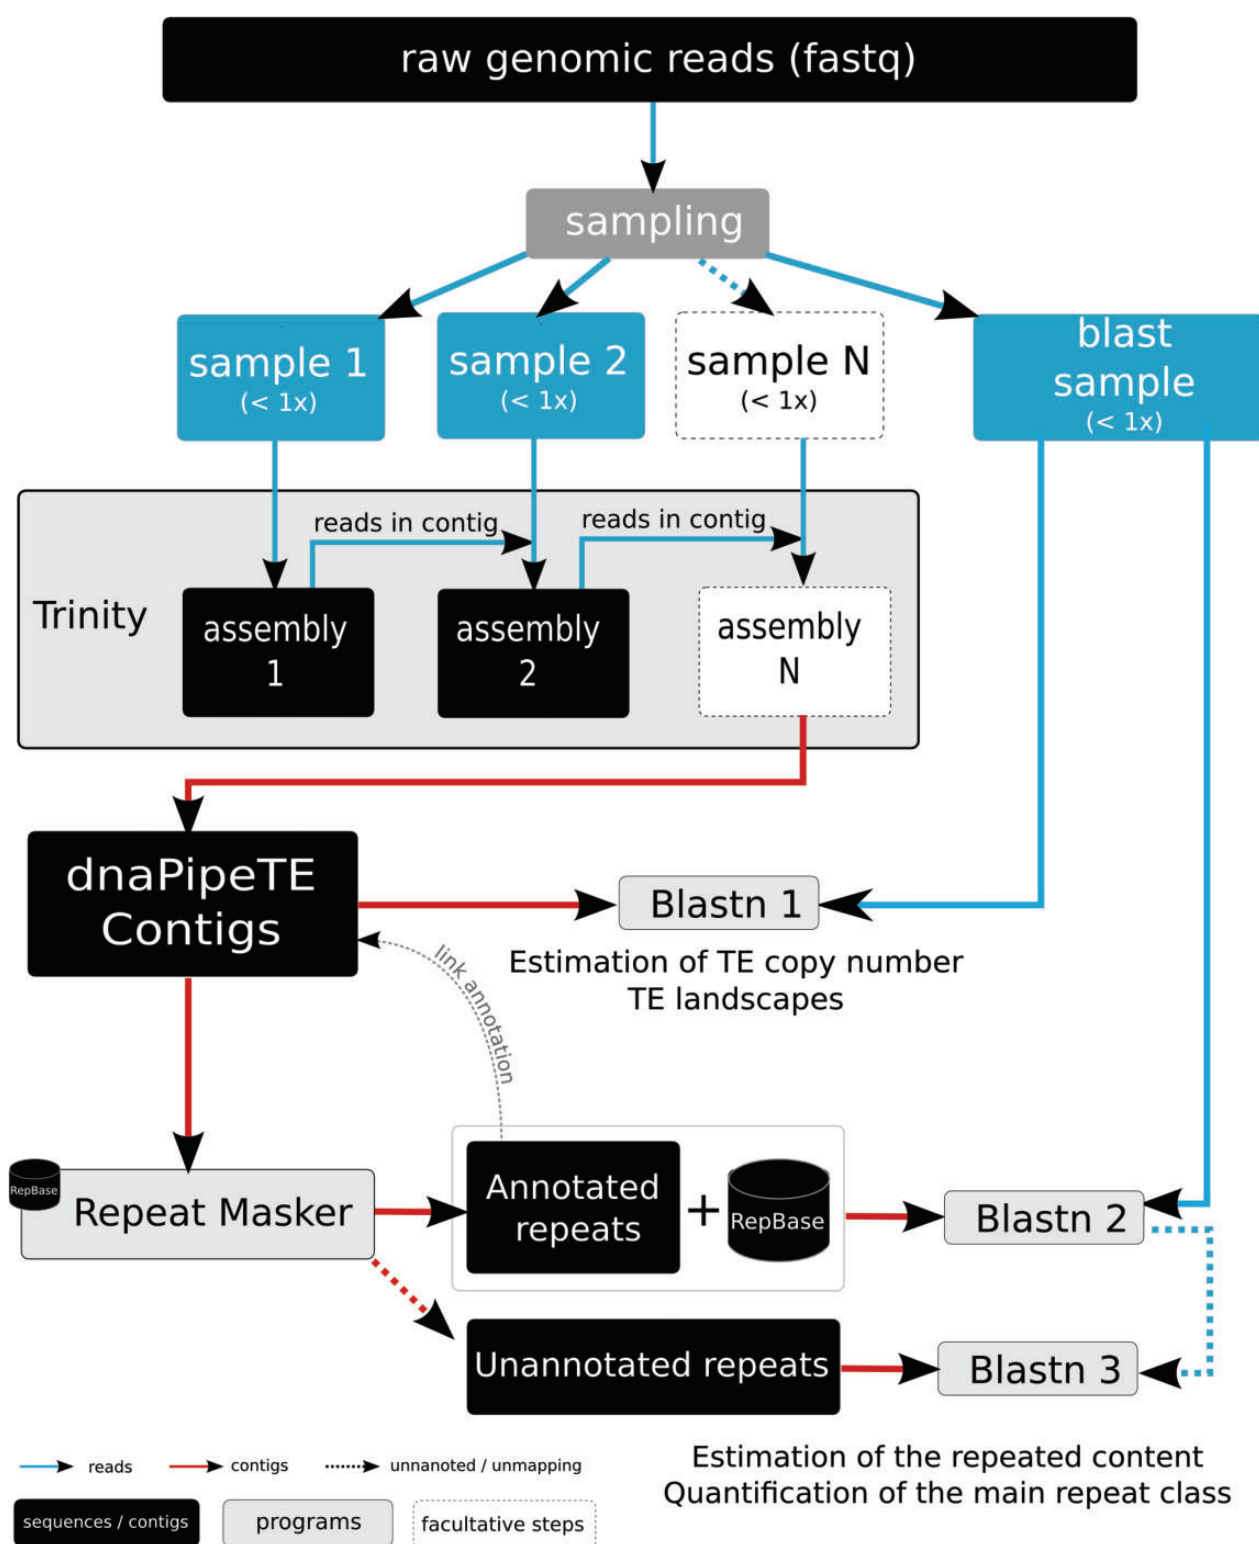 raw genomic reads (fastq)
sampling
sample 1
(< 1x)
sample 2
(< 1x)
sample N
(< 1x)
blast
sample
(< 1x)
reads in contig
reads in contig
Trinity
assembly
1
assembly
2
assembly
N
dnaPipeTE
Contigs
Blastn 1
Estimation of TE copy number
TE landscapes
link annotation
RepBase
Repeat Masker
Annotated
repeats
+
RepBase
Blastn 2
Unannotated repeats
Blastn 3
Estimation of the repeated content
Quantification of the main repeat class
reads
contigs
unnanoted / unmapping
sequences / contigs
programs
facultative steps